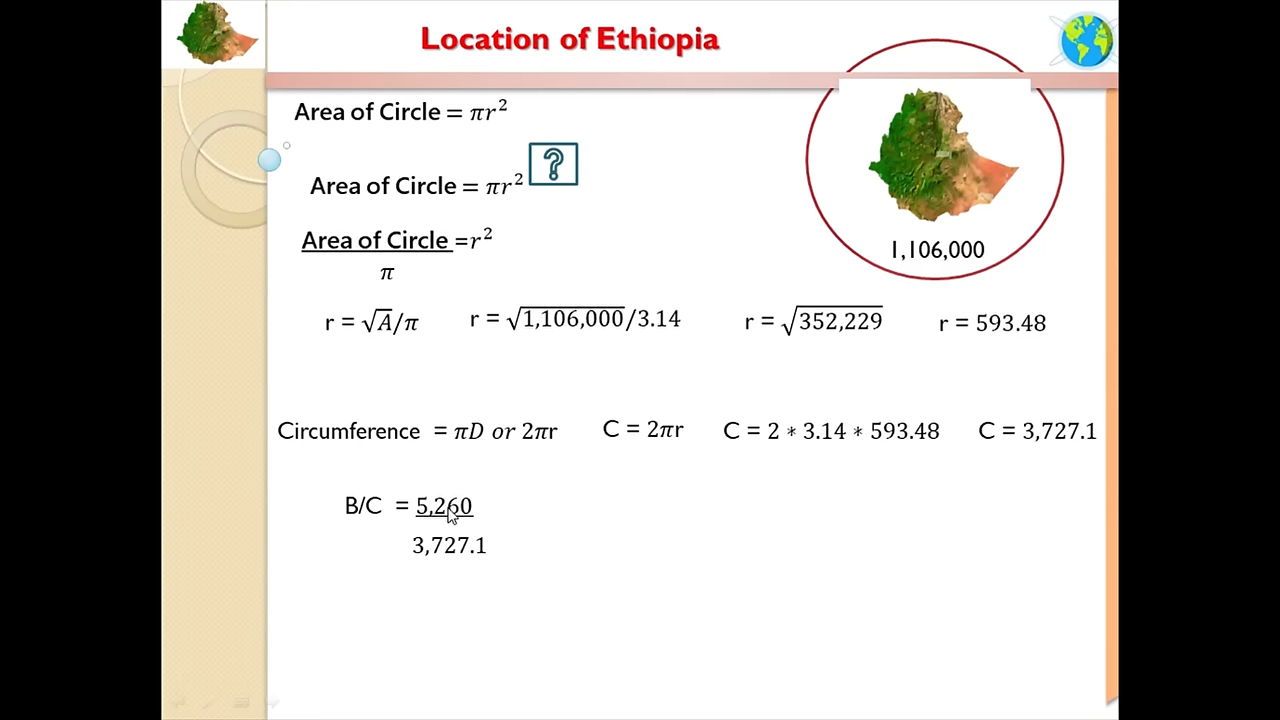 Location of Ethiopia
Area of Circle = πr²
Area of Circle = πr² ?
Area of Circle =r²
π
1,106,000
r = √A/π r = √1,106,000/3.14 r = √352,229 r = 593.48
Circumference = πD or 2πr C = 2πr C = 2 ∗ 3.14 ∗ 593.48 C = 3,727.1
B/C = 5,260
3,727.1